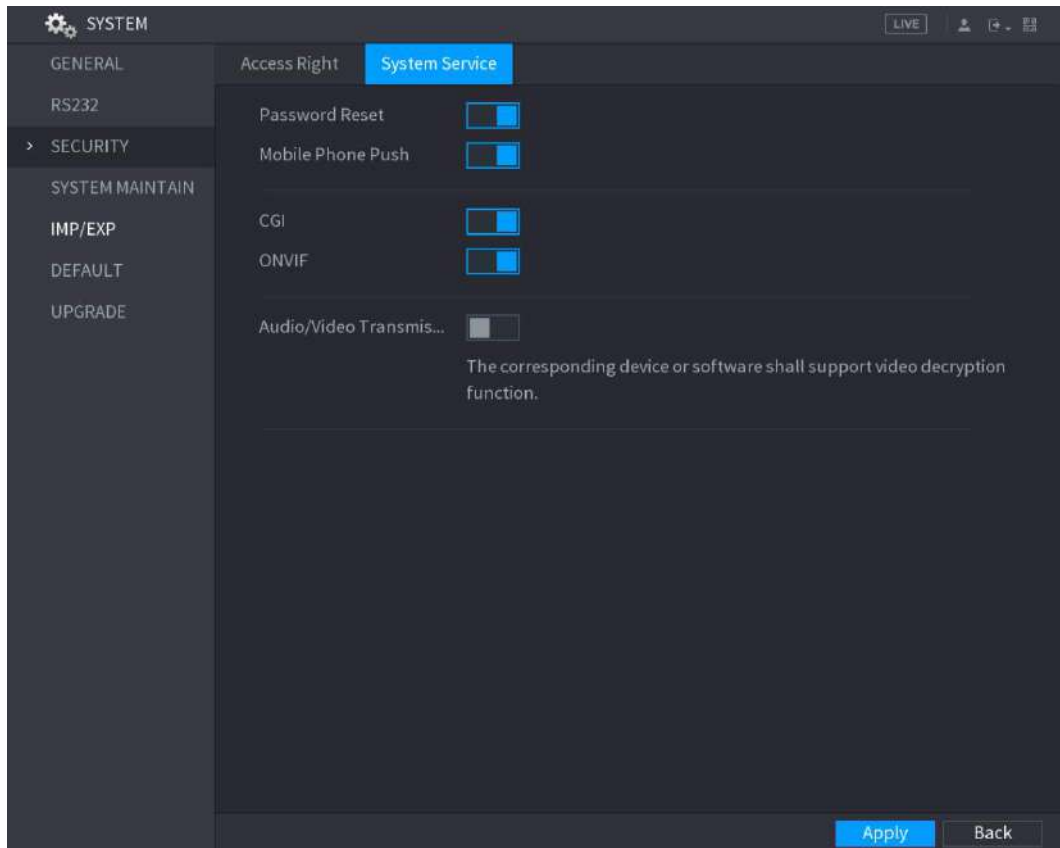 SYSTEM
LIVE
GENERAL
RS232
SECURITY
SYSTEM MAINTAIN
IMP/EXP
DEFAULT
UPGRADE
Access Right
System Service
Password Reset
Mobile Phone Push
CGI
ONVIF
Audio/Video Transmis...
The corresponding device or software shall support video decryption
function.
Apply
Back